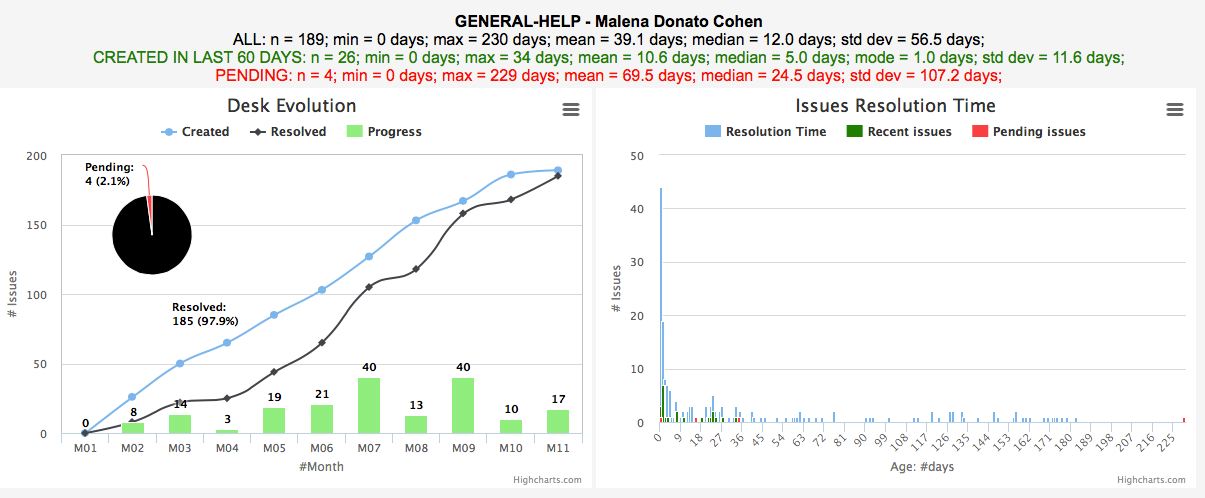 GENERAL-HELP - Malena Donato Cohen
ALL: n = 189; min = 0 days; max = 230 days; mean = 39.1 days; median = 12.0 days; std dev = 56.5 days;
CREATED IN LAST 60 DAYS: n = 26; min = 0 days; max = 34 days; mean = 10.6 days; median = 5.0 days; mode = 1.0 days; std dev = 11.6 days;
PENDING: n = 4; min = 0 days; max = 229 days; mean = 69.5 days; median = 24.5 days; std dev = 107.2 days;
Desk Evolution
Created Resolved Progress
200
150
100
50
0
# Issues
Pending:
4 (2.1%)
Resolved:
185 (97.9%)
0 8 14 3 19 21 40 13 40 10 17
M01 M02 M03 M04 M05 M06 M07 M08 M09 M10 M11
#Month
Highcharts.com
Issues Resolution Time
Resolution Time Recent issues Pending issues
50
40
30
20
10
0
# Issues
0 9 18 27 36 45 54 63 72 81 90 99 108 117 126 135 144 153 162 171 180 189 198 207 216 225
Age: #days
Highcharts.com